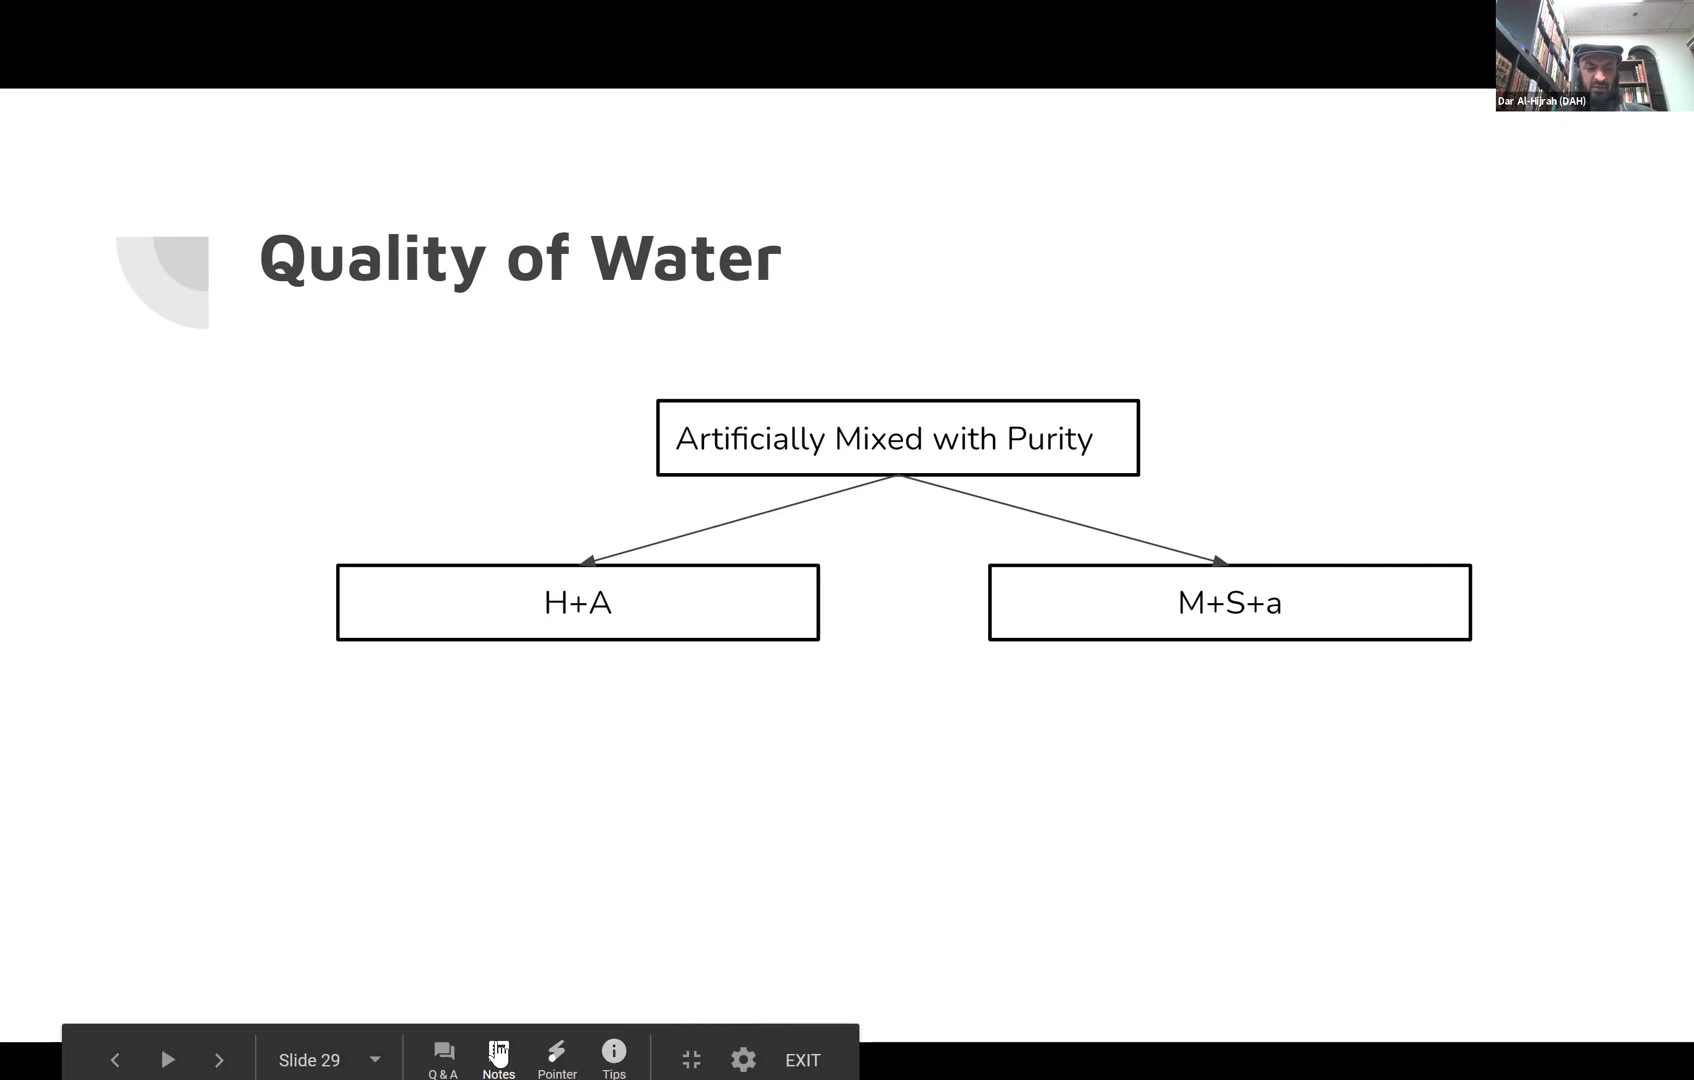 Dar Al-Hijrah (DAH)
Quality of Water
Artificially Mixed with Purity
H+A
M+S+a
Slide 29
Q & A
Notes
Pointer
Tips
EXIT